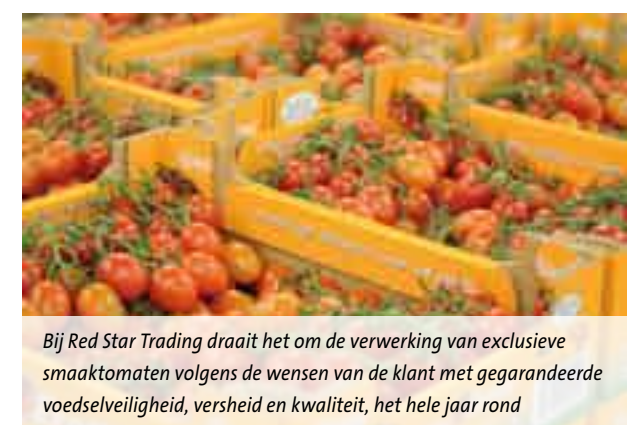 Bij Red Star Trading draait het om de verwerking van exclusieve
smaaktomaten volgens de wensen van de klant met gegarandeerde
voedselveiligheid, versheid en kwaliteit, het hele jaar rond